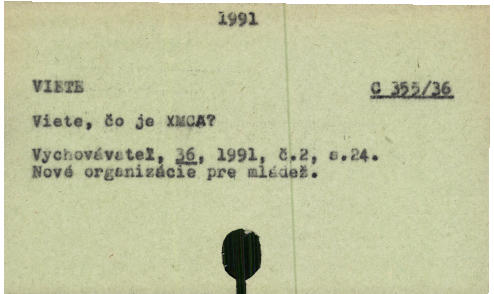 1991
VIETE C 355/36
Viete, čo je XMCA?
Vychovávateľ, 36, 1991, č.2, s.24.
Nové organizácie pre mládež.